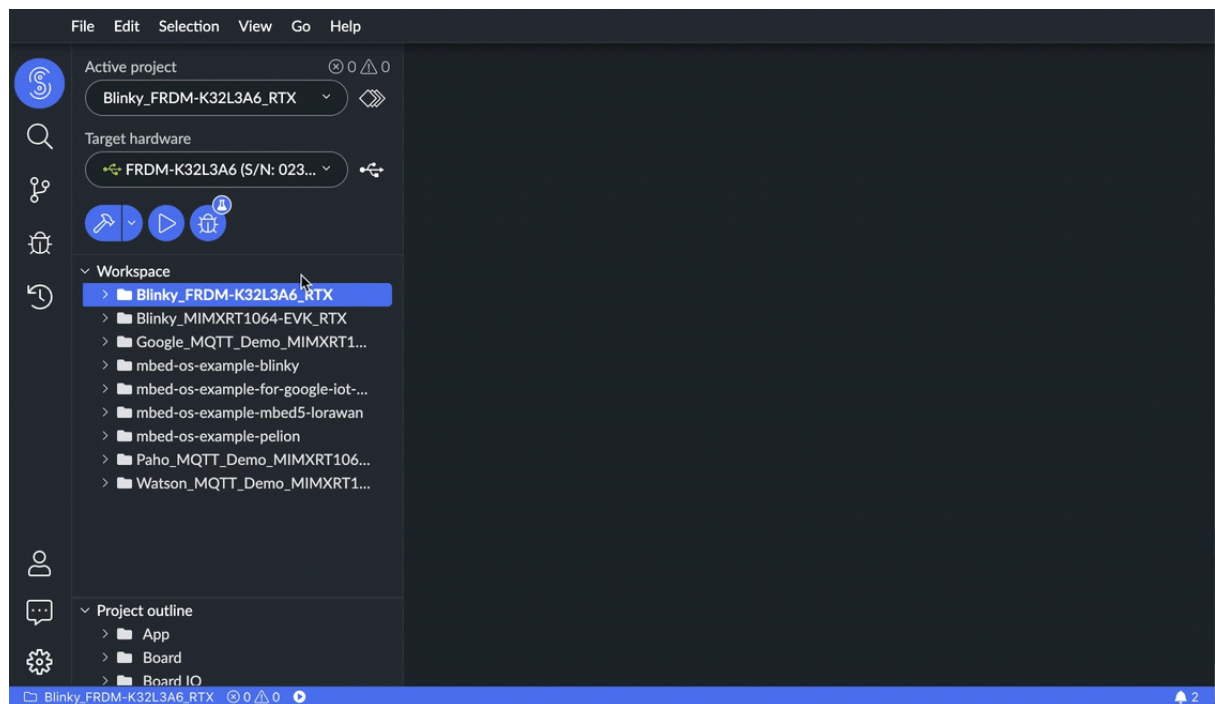 File Edit Selection View Go Help
Active project 0 0
Blinky_FRDM-K32L3A6_RTX
Target hardware
FRDM-K32L3A6 (S/N: 023...
Workspace
Blinky_FRDM-K32L3A6_RTX
Blinky_MIMXRT1064-EVK_RTX
Google_MQTT_Demo_MIMXRT1...
mbed-os-example-blinky
mbed-os-example-for-google-iot-...
mbed-os-example-mbed5-lorawan
mbed-os-example-pelion
Paho_MQTT_Demo_MIMXRT106...
Watson_MQTT_Demo_MIMXRT1...
Project outline
App
Board
Board IO
Blinky_FRDM-K32L3A6_RTX 0 0 2